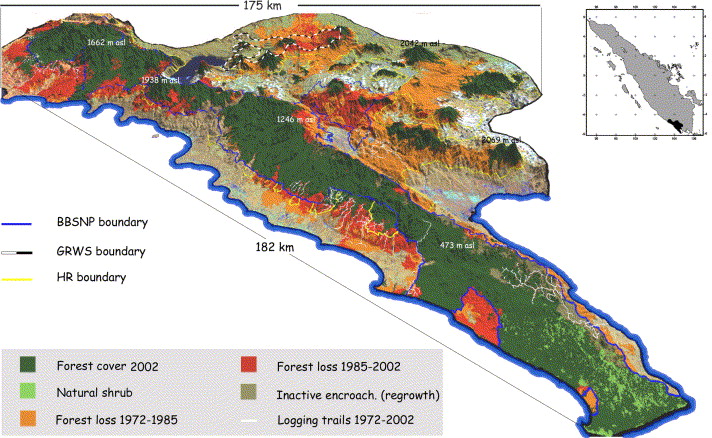 175 km
1662 m asl
2042 m asl
1938 m asl
1246 m asl
2069 m asl
BBSNP boundary
GRWS boundary
HR boundary
182 km
473 m asl
Forest cover 2002
Forest loss 1985-2002
Natural shrub
Inactive encroach. (regrowth)
Forest loss 1972-1985
Logging trails 1972-2002